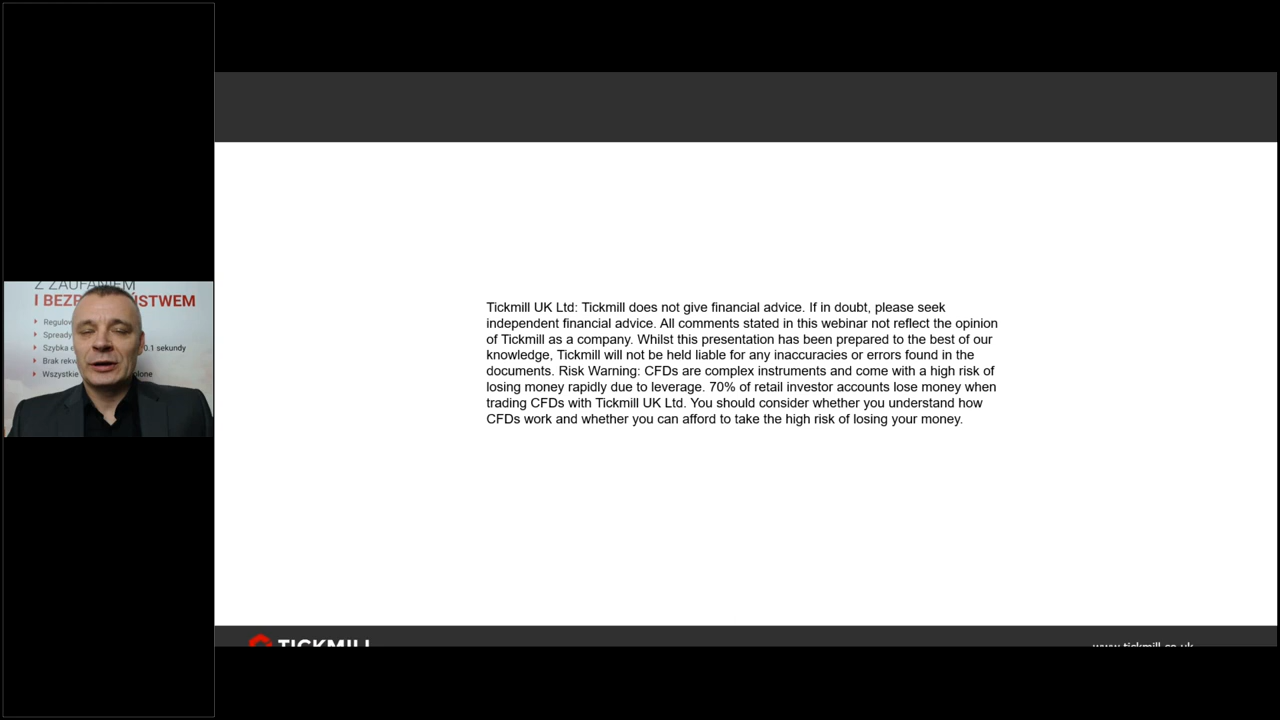 Z ZAUFANIEM
I BEZP
ŃSTWEM
Spready
Szybka
0.1 sekundy
Brak
Wszystkie
Tickmill UK Ltd: Tickmill does not give financial advice. If in doubt, please seek
independent financial advice. All comments stated in this webinar not reflect the opinion
of Tickmill as a company. Whilst this presentation has been prepared to the best of our
knowledge, Tickmill will not be held liable for any inaccuracies or errors found in the
documents. Risk Warning: CFDs are complex instruments and come with a high risk of
losing money rapidly due to leverage. 70% of retail investor accounts lose money when
trading CFDs with Tickmill UK Ltd. You should consider whether you understand how
CFDs work and whether you can afford to take the high risk of losing your money.
TICKMILL
www.tickmill.co.uk